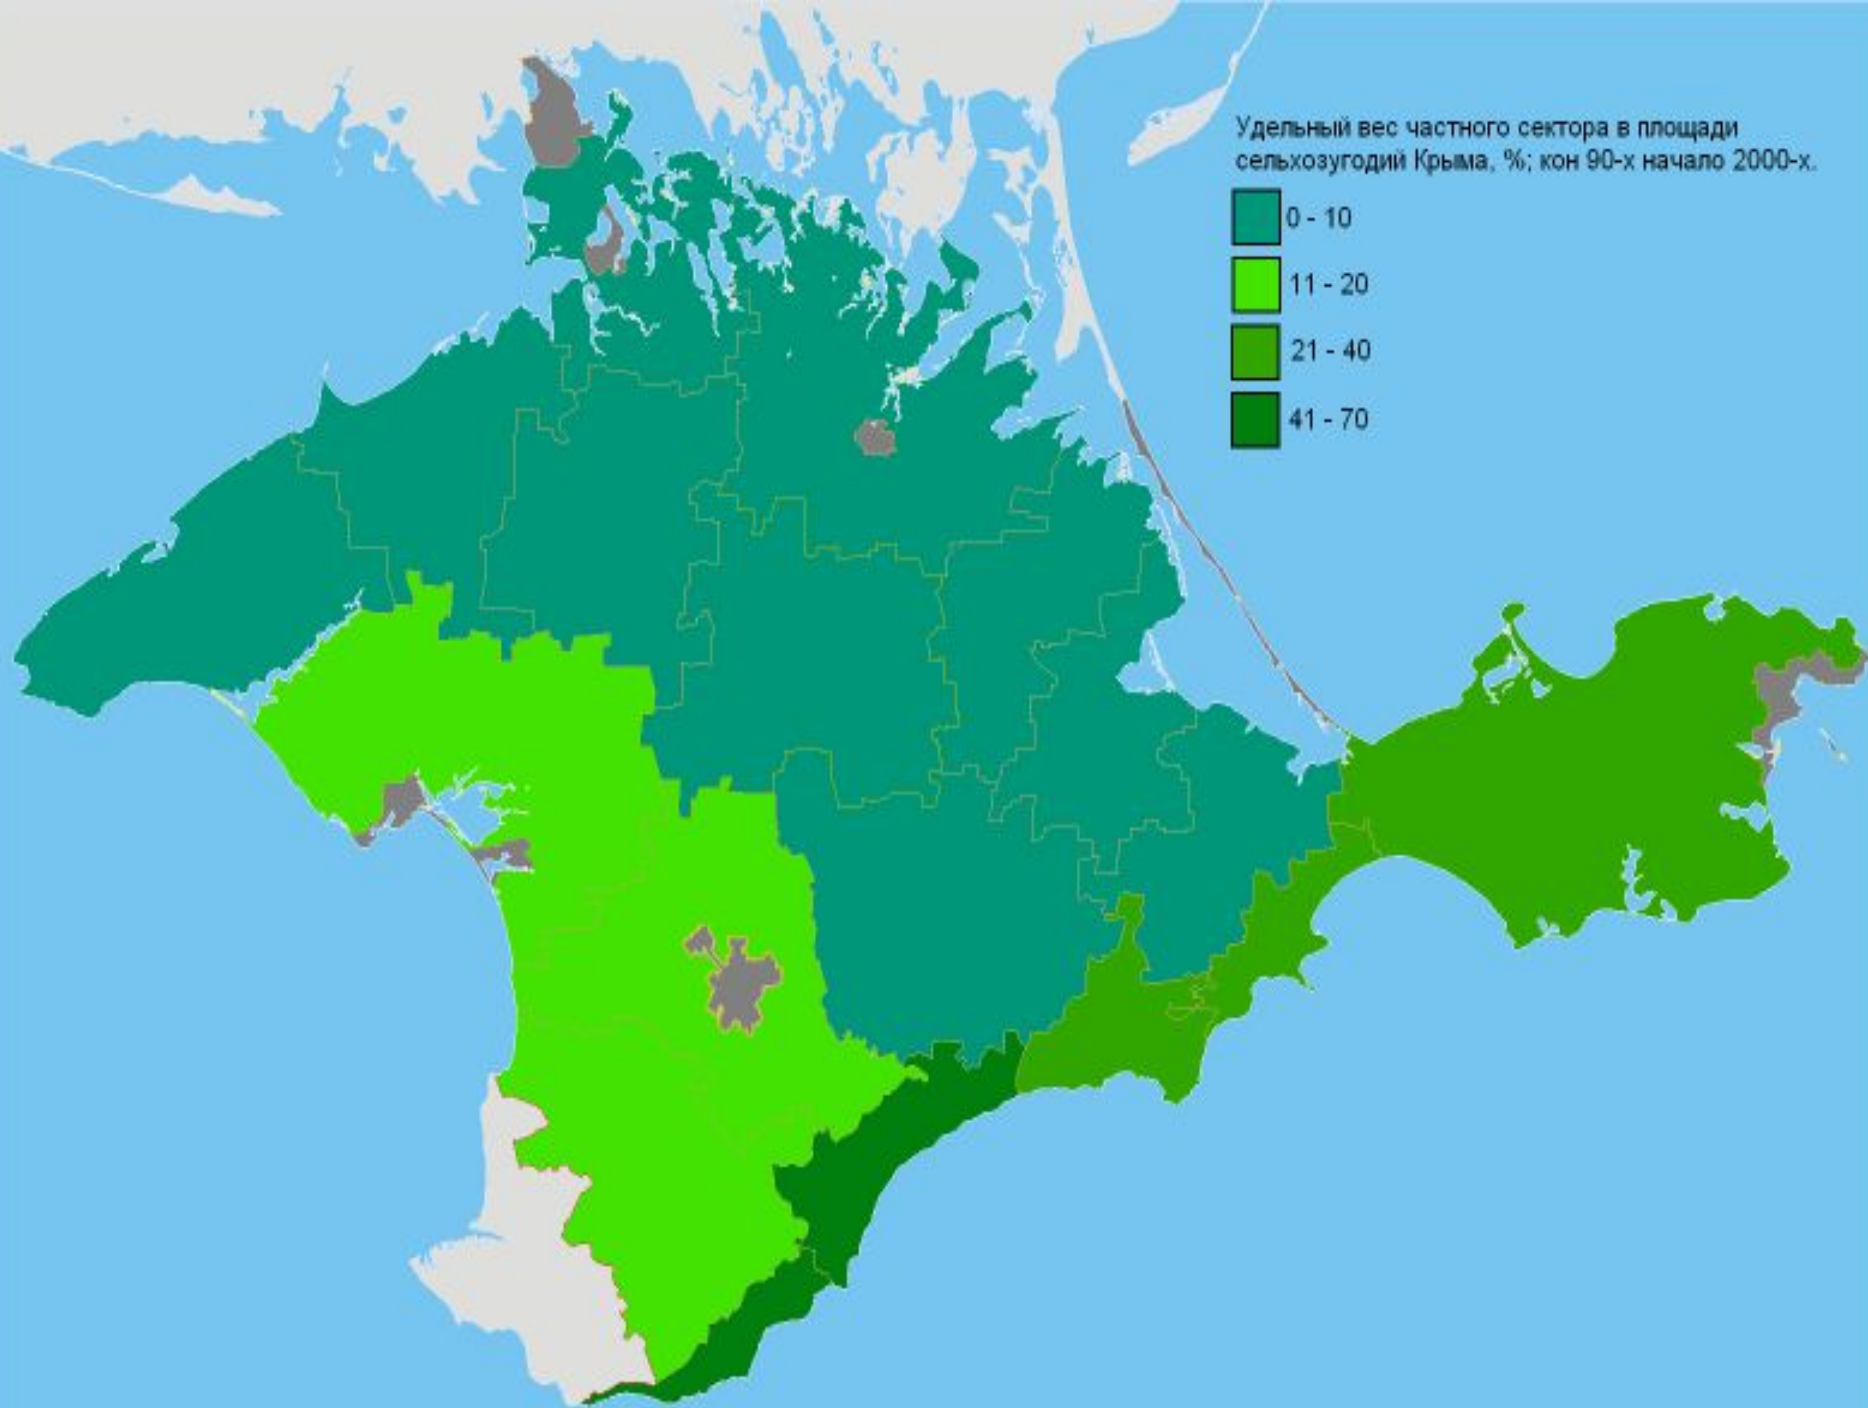 Удельный вес частного сектора в площади
сельхозугодий Крыма, %; кон 90-х начало 2000-х.
0 - 10
11 - 20
21 - 40
41 - 70